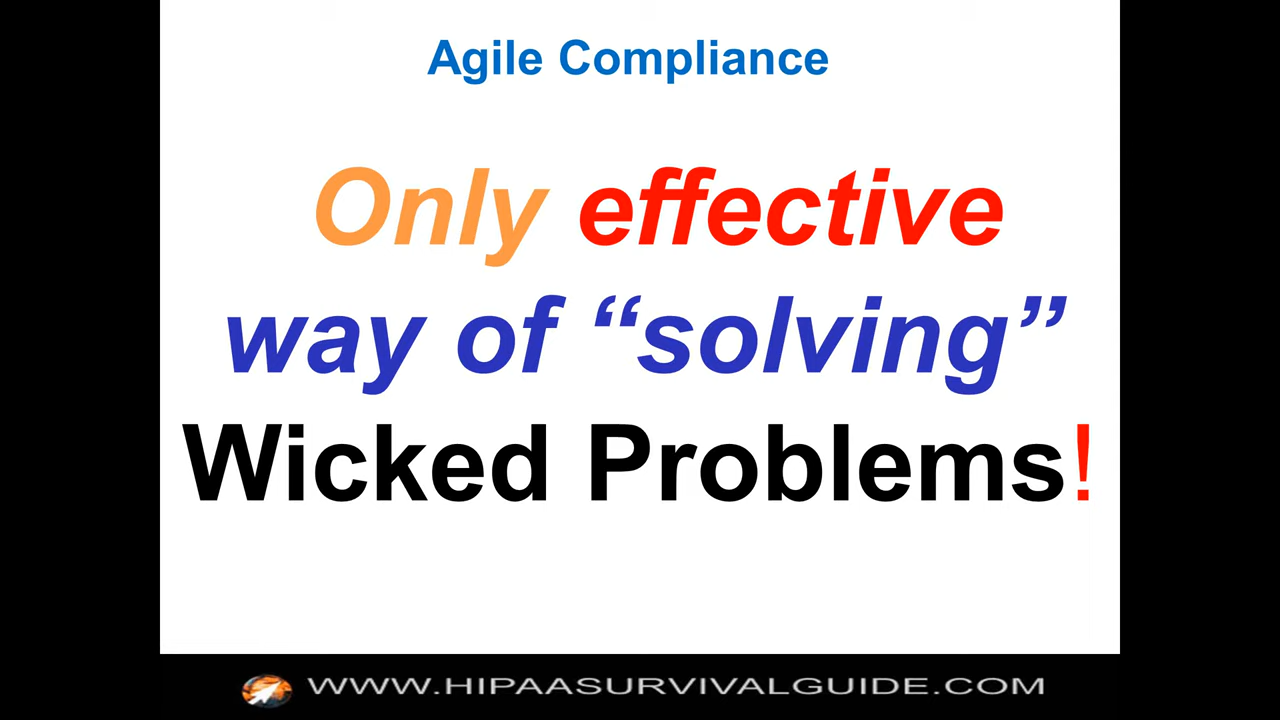 Agile Compliance
Only effective
way of “solving”
Wicked Problems!
WWW.HIPAASURVIVALGUIDE.COM